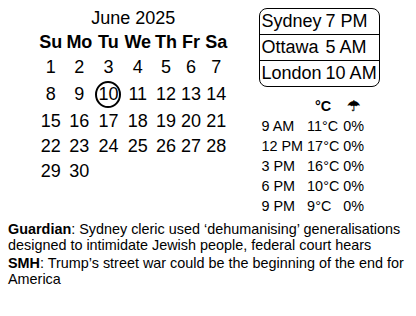 June 2025
Su Mo Tu We Th Fr Sa
1 2 3 4 5 6 7
8 9 10 11 12 13 14
15 16 17 18 19 20 21
22 23 24 25 26 27 28
29 30
Sydney 7 PM
Ottawa 5 AM
London 10 AM
°C ☂
9 AM 11°C 0%
12 PM 17°C 0%
3 PM 16°C 0%
6 PM 10°C 0%
9 PM 9°C 0%
Guardian: Sydney cleric used ‘dehumanising’ generalisations
designed to intimidate Jewish people, federal court hears
SMH: Trump’s street war could be the beginning of the end for
America